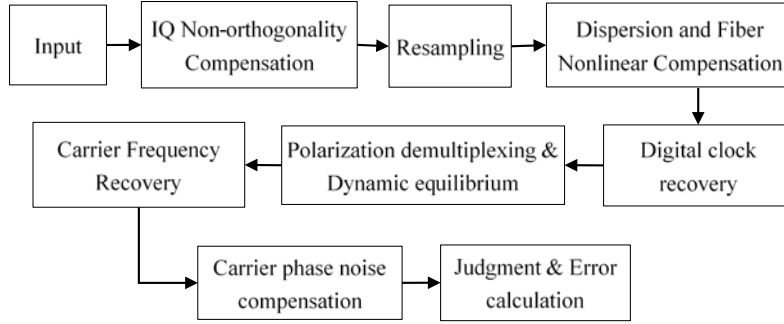 Input
IQ Non-orthogonality
Compensation
Resampling
Dispersion and Fiber
Nonlinear Compensation
Digital clock
recovery
Polarization demultiplexing &
Dynamic equilibrium
Carrier Frequency
Recovery
Carrier phase noise
compensation
Judgment & Error
calculation